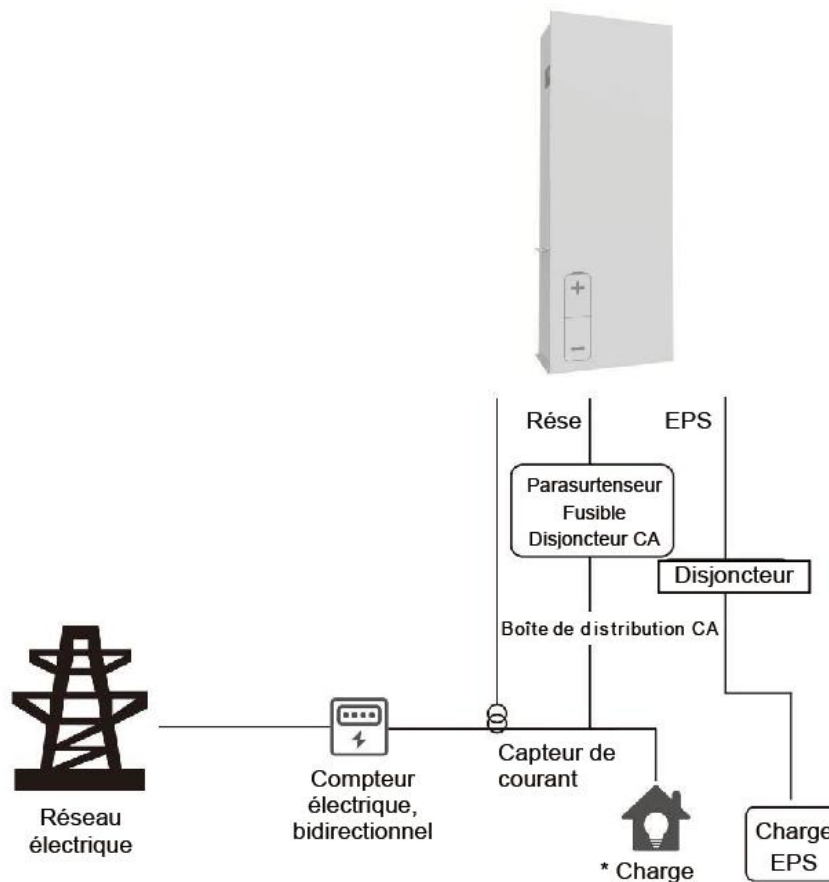 Rése
EPS
Parasurtenseur
Fusible
Disjoncteur CA
Disjoncteur
Boîte de distribution CA
Capteur de
courant
Compteur
électrique,
bidirectionnel
Réseau
électrique
* Charge
Charge
EPS